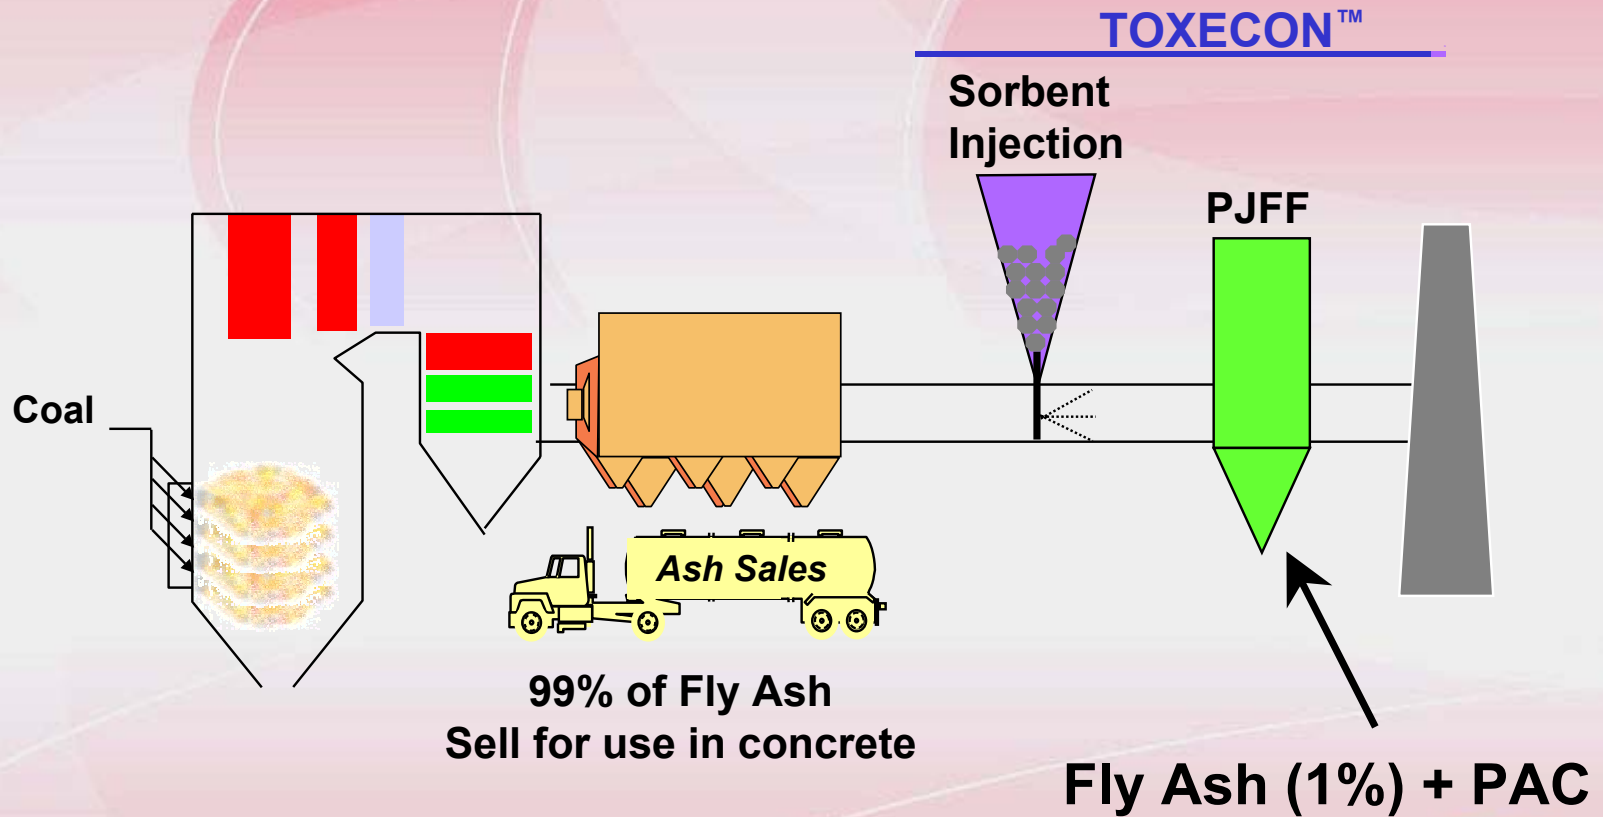 TOXECON™
Sorbent
Injection
PJFF
Coal
Ash Sales
99% of Fly Ash
Sell for use in concrete
Fly Ash (1%) + PAC